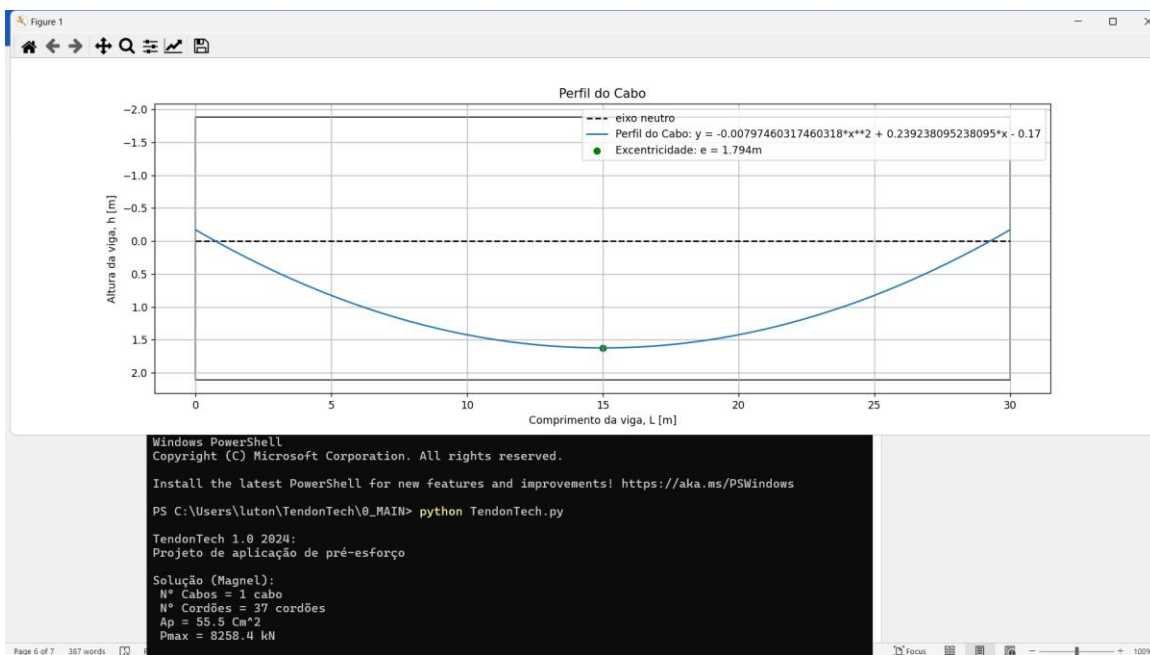 Figure 1
Perfil do Cabo
eixo neutro
Perfil do Cabo: y = -0.00797460317460318*x**2 + 0.239238095238095*x - 0.17
Excentricidade: e = 1.794m
−2.0
−1.5
−1.0
−0.5
0.0
0.5
1.0
1.5
2.0
Altura da viga, h [m]
0 5 10 15 20 25 30
Comprimento da viga, L [m]
Windows PowerShell
Copyright (C) Microsoft Corporation. All rights reserved.
Install the latest PowerShell for new features and improvements! https://aka.ms/PSWindows
PS C:\Users\luton\TendonTech\0_MAIN> python TendonTech.py
TendonTech 1.0 2024:
Projeto de aplicação de pré-esforço
Solução (Magnel):
Nº Cabos = 1 cabo
Nº Cordões = 37 cordões
Ap = 55.5 Cm^2
Pmax = 8258.4 kN
Page 6 of 7 387 words
Focus
100%